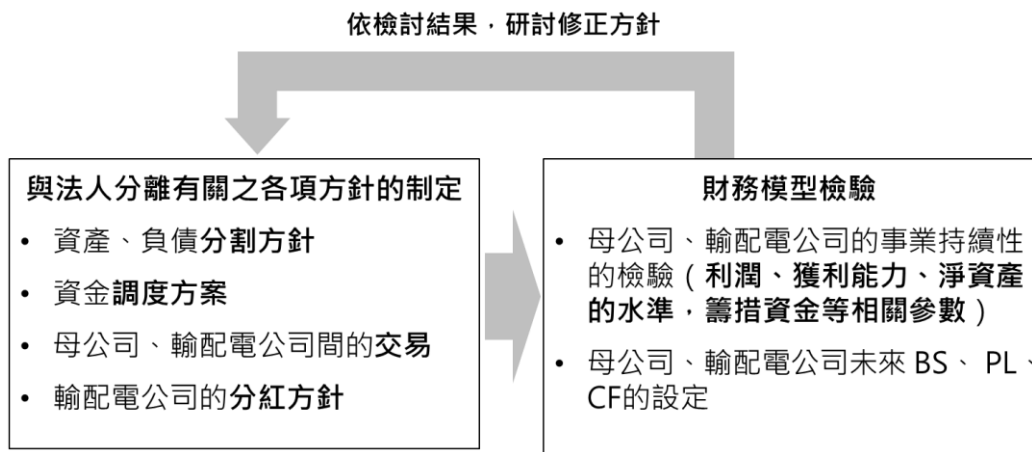 依檢討結果，研討修正方針
與法人分離有關之各項方針的制定
• 資產、負債分割方針
• 資金調度方案
• 母公司、輸配電公司間的交易
• 輸配電公司的分紅方針
財務模型檢驗
• 母公司、輸配電公司的事業持續性
的檢驗（利潤、獲利能力、淨資產
的水準，籌措資金等相關參數）
• 母公司、輸配電公司未來 BS、 PL、
CF的設定